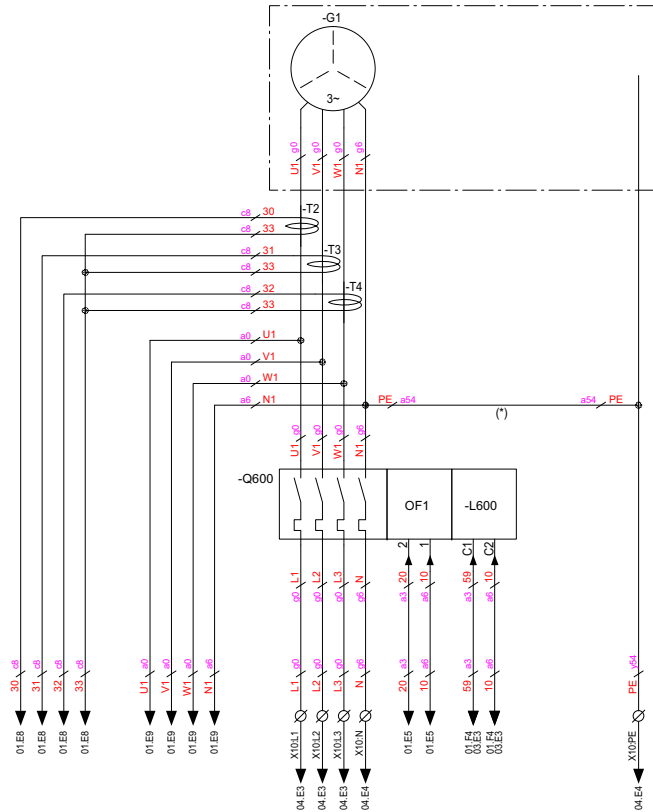 -G1
3~
U1 g0
V1 g0
W1 g0
N1 g6
-T2
c8 30
c8 33
-T3
c8 31
c8 33
-T4
c8 32
c8 33
a0 U1
a0 V1
a0 W1
a6 N1
PE a54
(*)
a54 PE
U1 g0
V1 g0
W1 g0
N1 g6
-Q600
OF1
-L600
2
1
C1
C2
L1 g0
L2 g0
L3 g0
N g6
20 a3
10 a6
59 a3
10 a6
30 c8
31 c8
32 c8
33 c8
U1 a0
V1 a0
W1 a0
N1 a6
L1 g0
L2 g0
L3 g0
N g6
20 a3
10 a6
59 a3
10 a6
PE y54
01.E8
01.E8
01.E8
01.E8
01.E9
01.E9
01.E9
01.E9
X10:L1
X10:L2
X10:L3
X10:N
01.E5
01.E5
01.F4
03.E3
01.F4
03.E3
X10:PE
04.E3
04.E3
04.E3
04.E4
04.E4